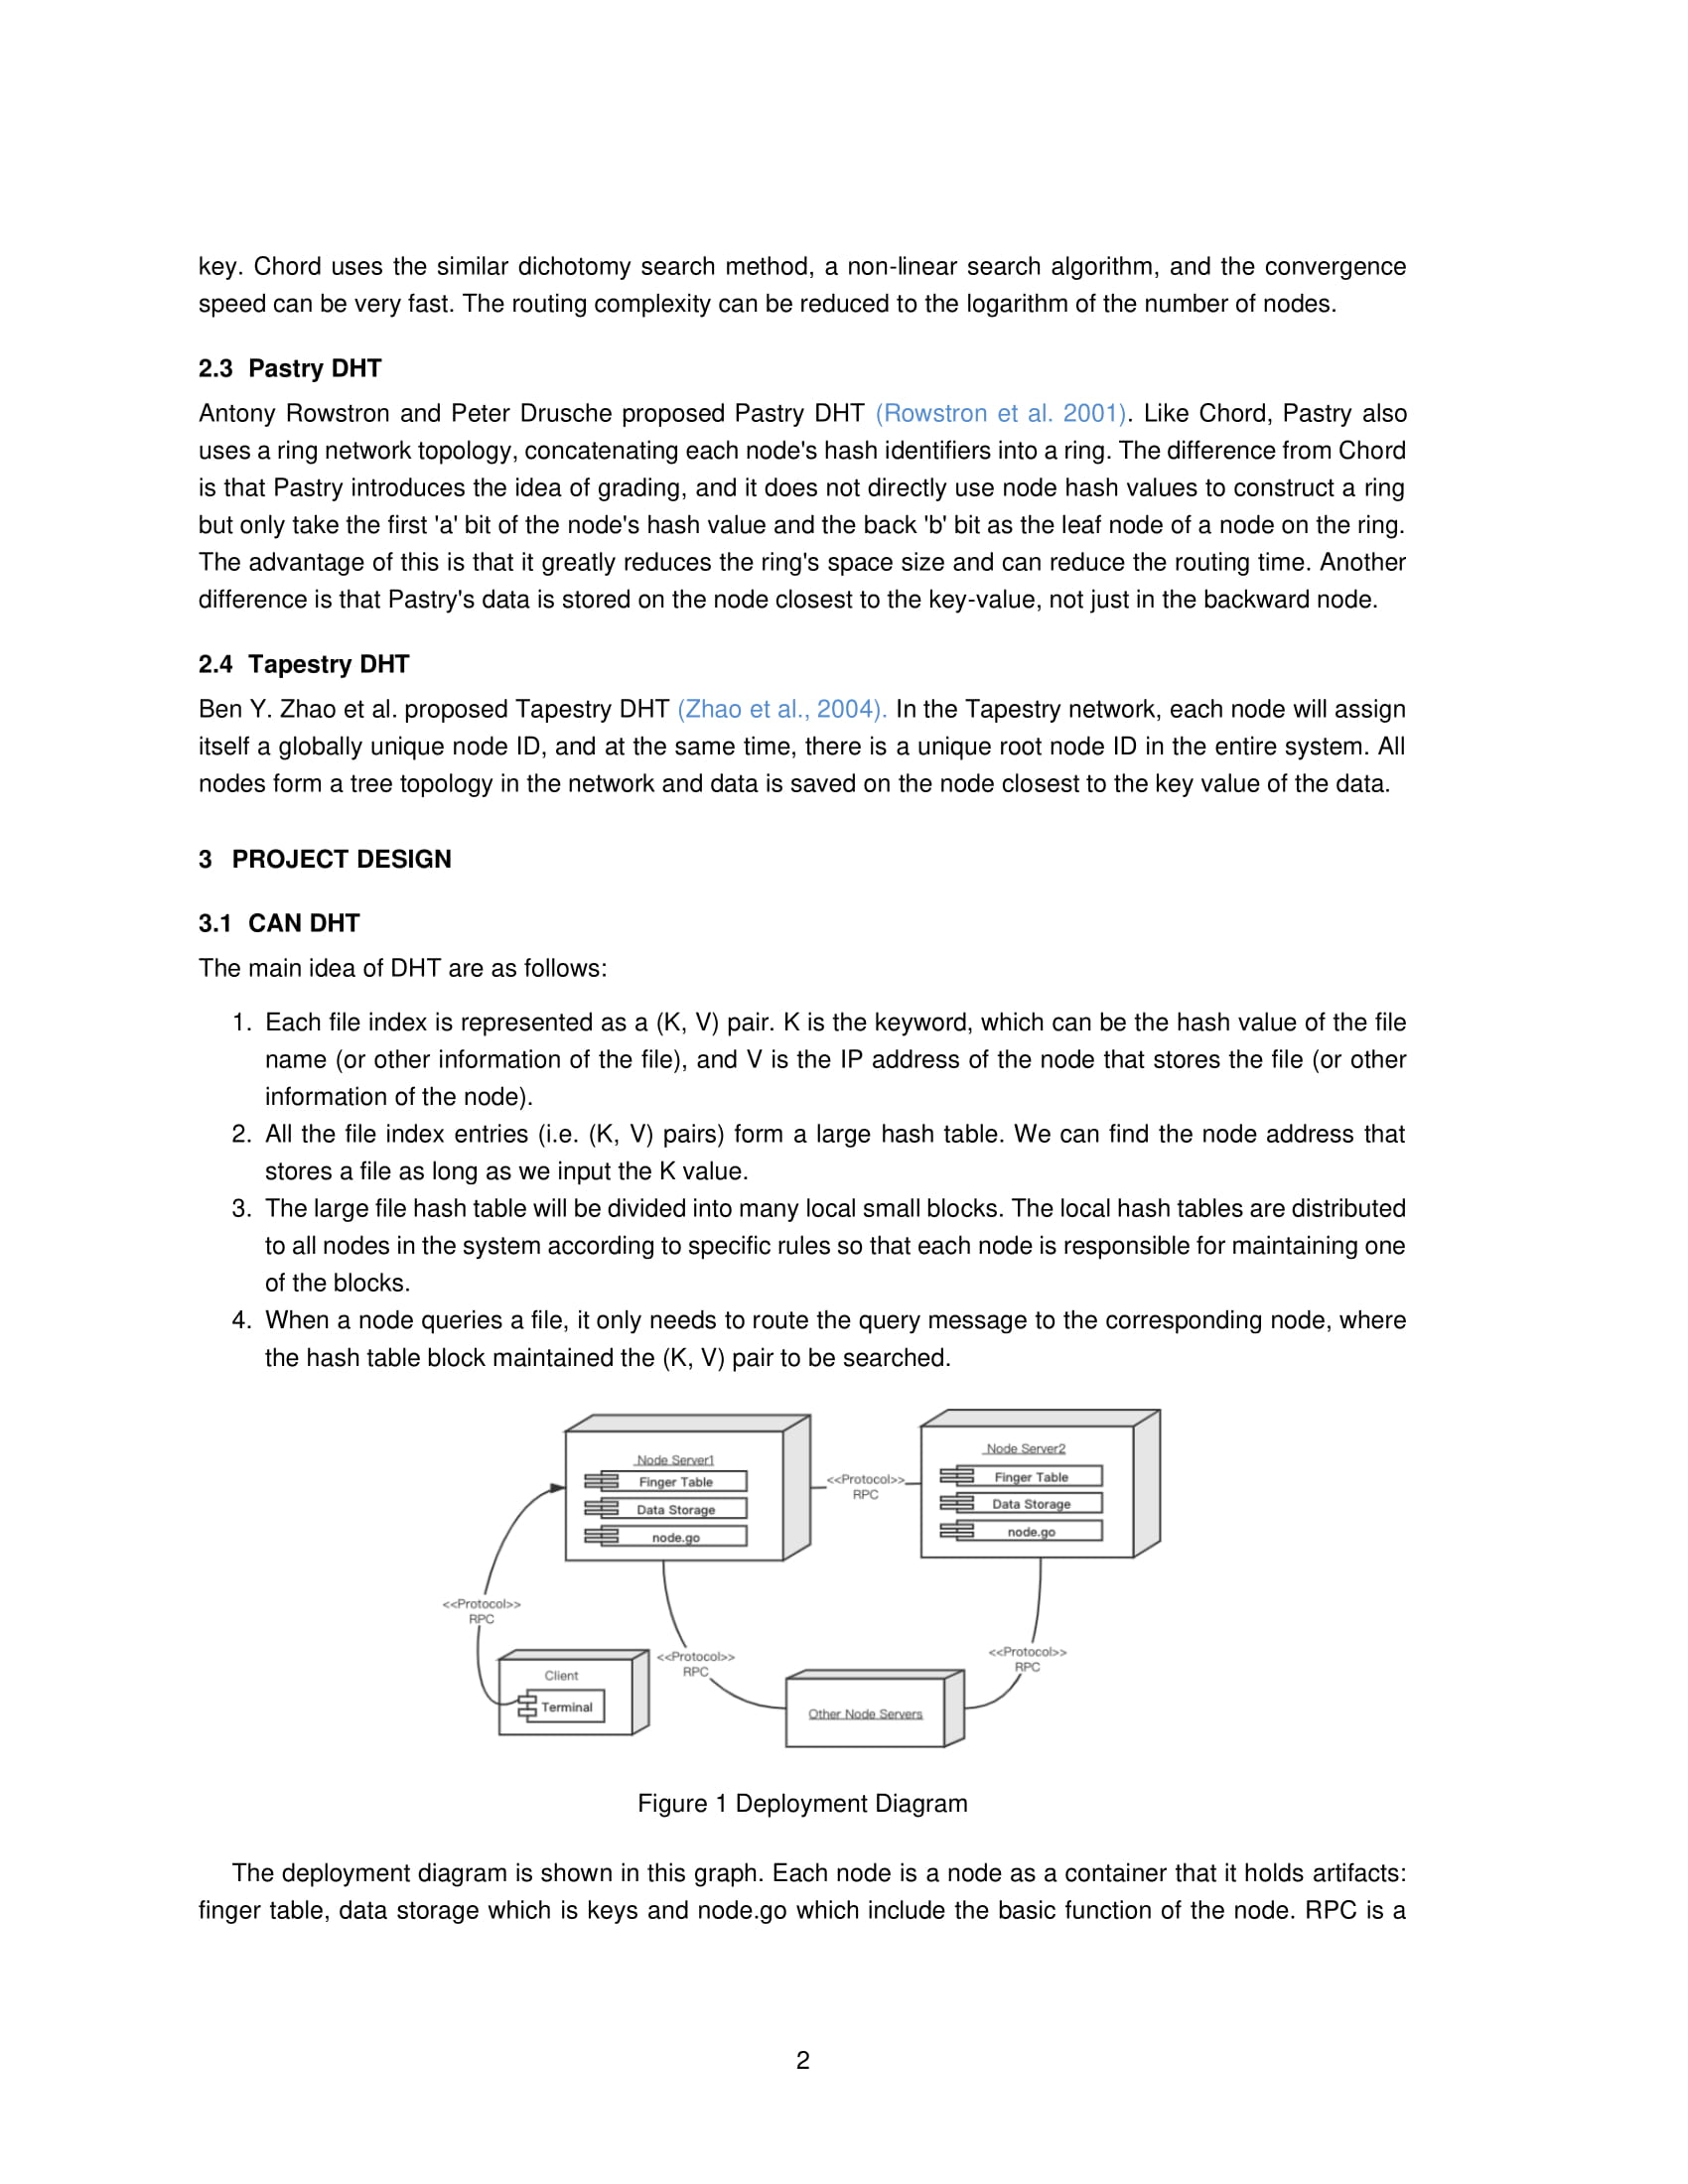 key. Chord uses the similar dichotomy search method, a non-linear search algorithm, and the convergence
speed can be very fast. The routing complexity can be reduced to the logarithm of the number of nodes.
2.3 Pastry DHT
Antony Rowstron and Peter Drusche proposed Pastry DHT (Rowstron et al. 2001). Like Chord, Pastry also
uses a ring network topology, concatenating each node's hash identifiers into a ring. The difference from Chord
is that Pastry introduces the idea of grading, and it does not directly use node hash values to construct a ring
but only take the first 'a' bit of the node's hash value and the back 'b' bit as the leaf node of a node on the ring.
The advantage of this is that it greatly reduces the ring's space size and can reduce the routing time. Another
difference is that Pastry's data is stored on the node closest to the key-value, not just in the backward node.
2.4 Tapestry DHT
Ben Y. Zhao et al. proposed Tapestry DHT (Zhao et al., 2004). In the Tapestry network, each node will assign
itself a globally unique node ID, and at the same time, there is a unique root node ID in the entire system. All
nodes form a tree topology in the network and data is saved on the node closest to the key value of the data.
3 PROJECT DESIGN
3.1 CAN DHT
The main idea of DHT are as follows:
1. Each file index is represented as a (K, V) pair. K is the keyword, which can be the hash value of the file
name (or other information of the file), and V is the IP address of the node that stores the file (or other
information of the node).
2. All the file index entries (i.e. (K, V) pairs) form a large hash table. We can find the node address that
stores a file as long as we input the K value.
3. The large file hash table will be divided into many local small blocks. The local hash tables are distributed
to all nodes in the system according to specific rules so that each node is responsible for maintaining one
of the blocks.
4. When a node queries a file, it only needs to route the query message to the corresponding node, where
the hash table block maintained the (K, V) pair to be searched.
Node Server1
Finger Table
Data Storage
node.go
<<Protocol>>
RPC
Node Server2
Finger Table
Data Storage
node.go
<<Protocol>>
RPC
Client
Terminal
<<Protocol>>
RPC
<<Protocol>>
RPC
Other Node Servers
Figure 1 Deployment Diagram
The deployment diagram is shown in this graph. Each node is a node as a container that it holds artifacts:
finger table, data storage which is keys and node.go which include the basic function of the node. RPC is a
2